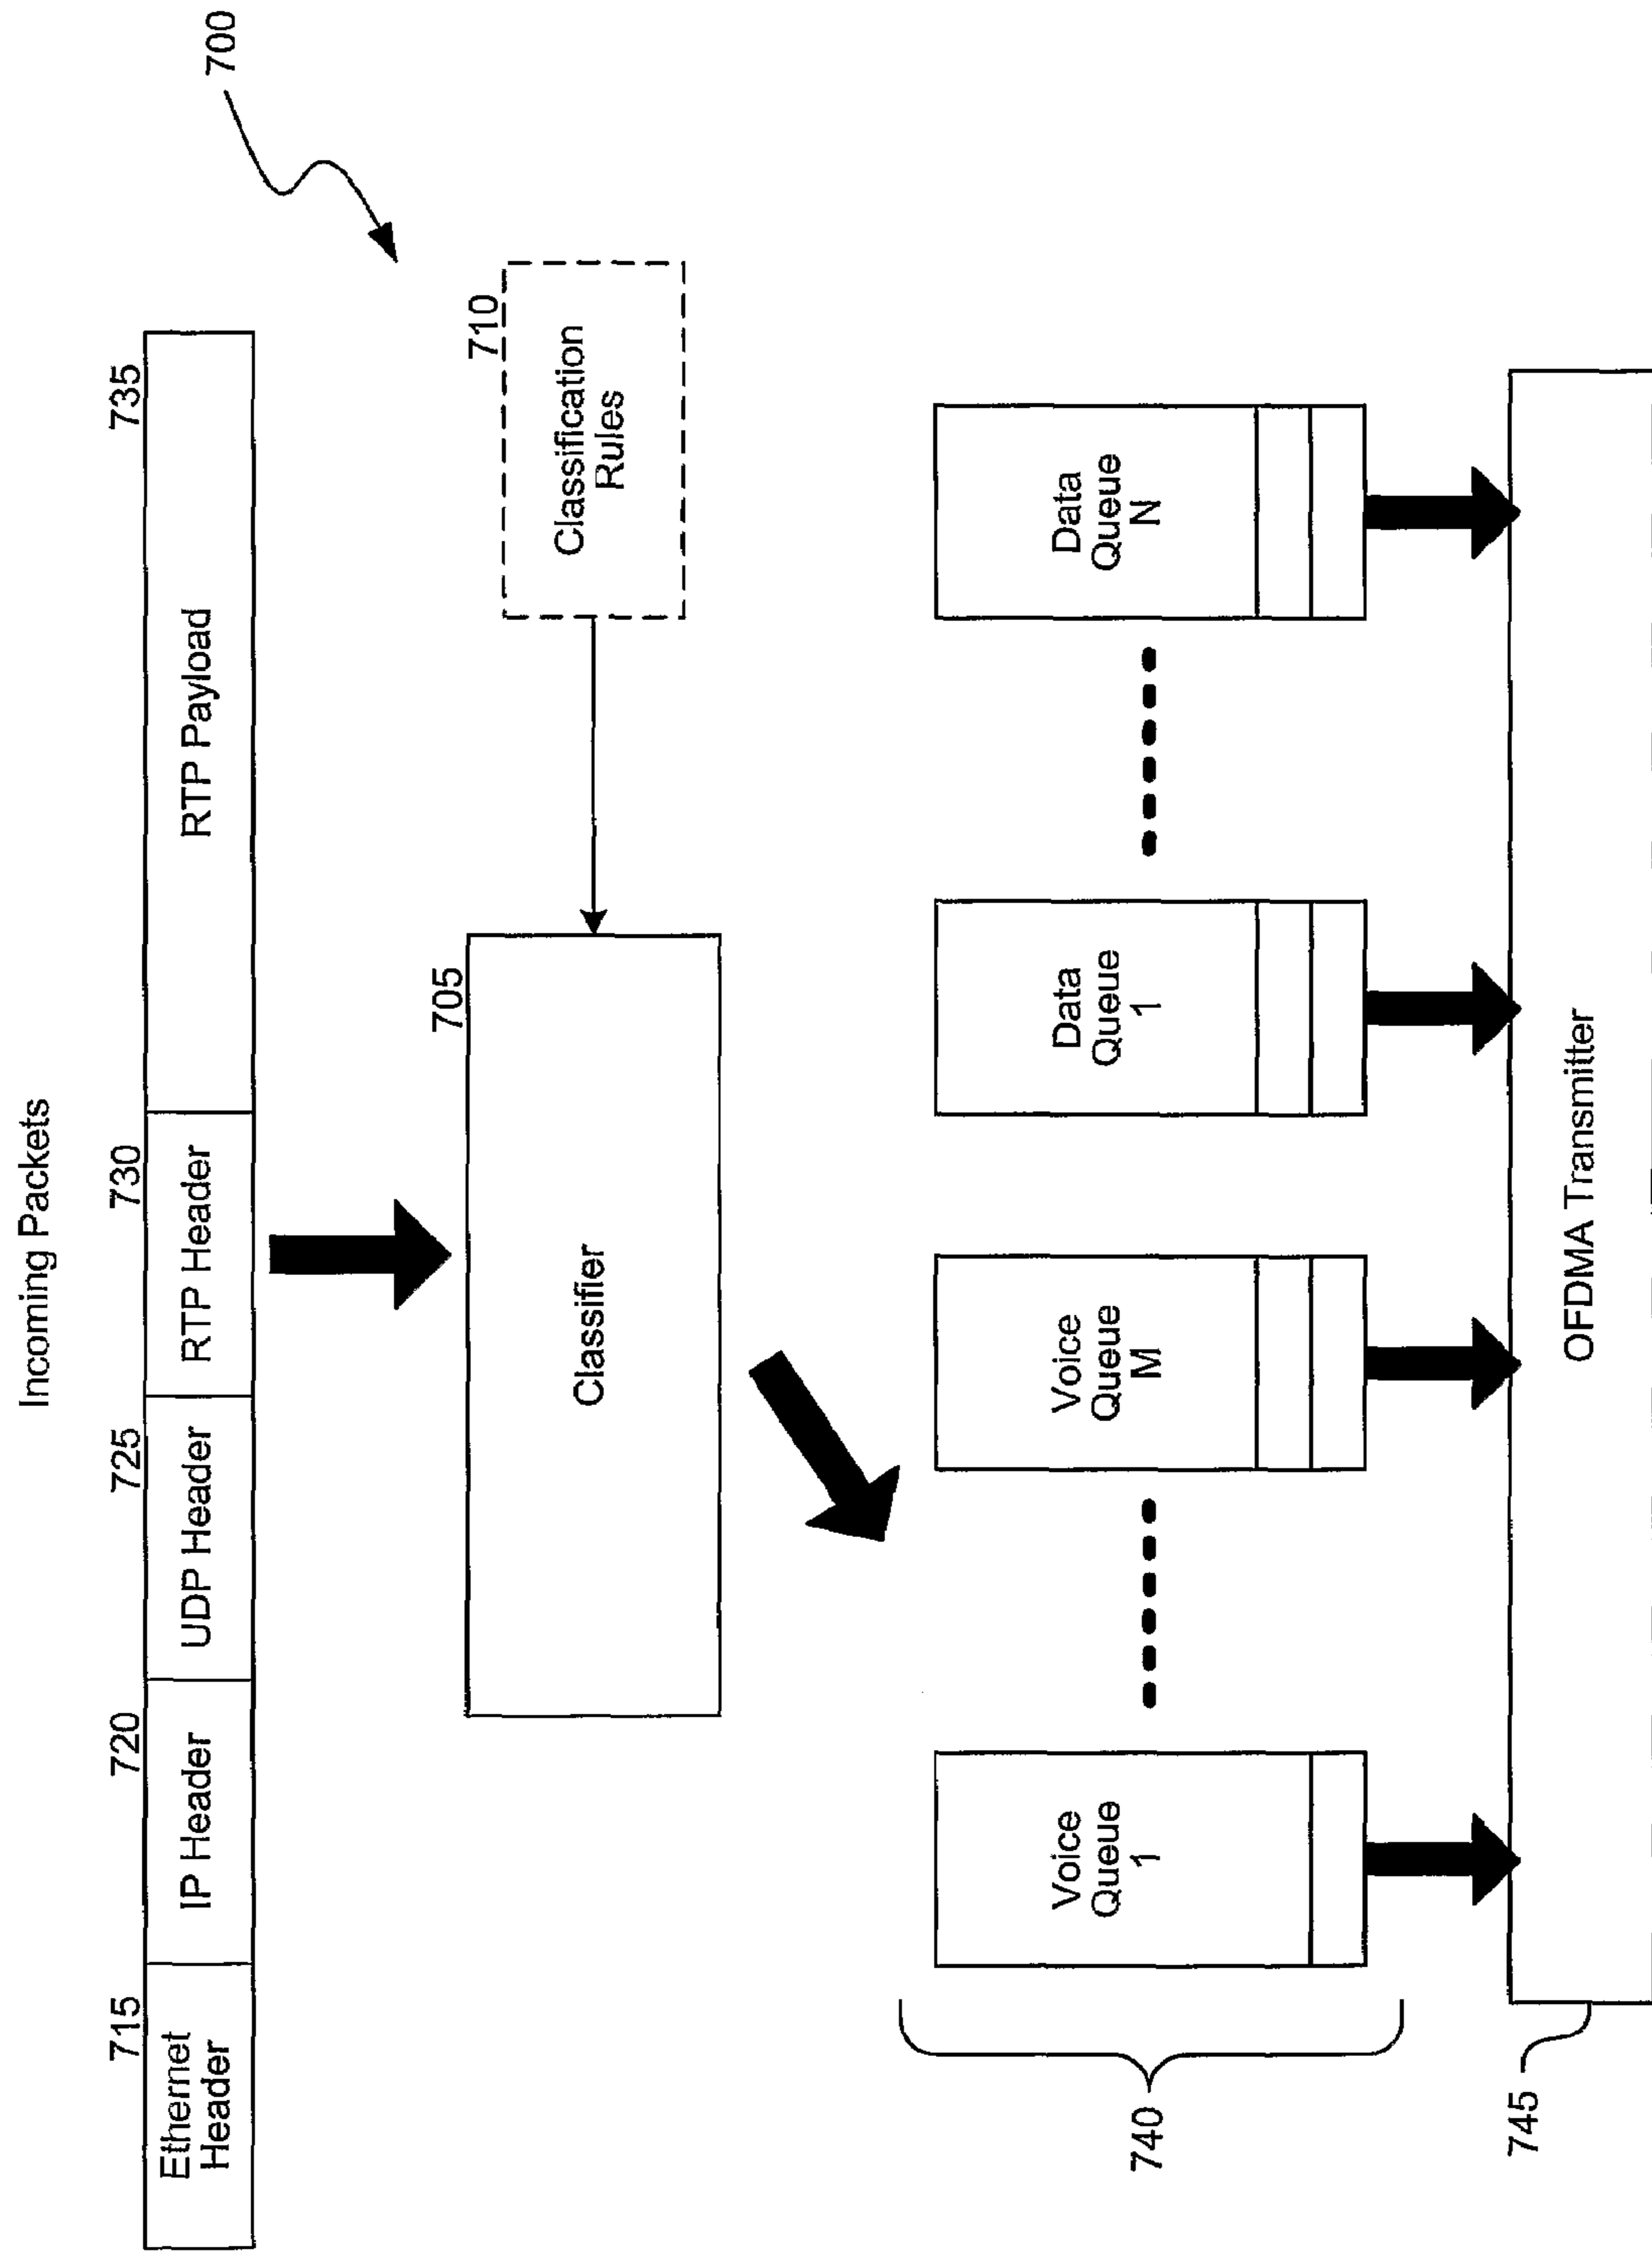 Incoming Packets
700
715
720
725
730
735
Ethernet
Header
IP Header
UDP Header
RTP Header
RTP Payload
705
710
Classifier
Classification
Rules
740
Voice
Queue
1
Voice
Queue
M
Data
Queue
1
Data
Queue
N
745
OFDMA Transmitter